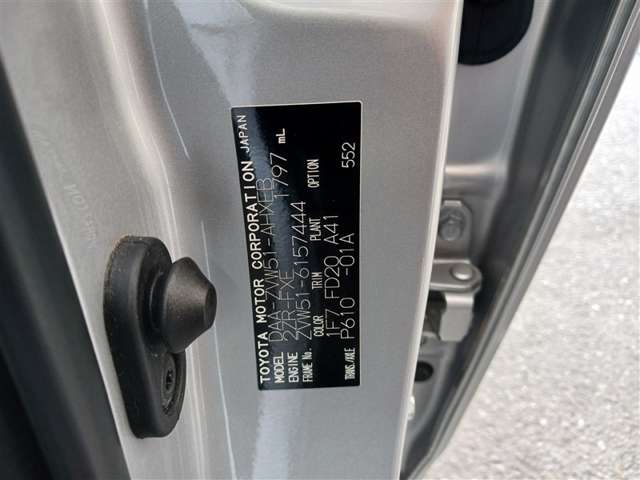 TOYOTA MOTOR CORPORATION JAPAN
MODEL DAA-ZVW51-AHXEB
ENGINE 2ZR-FXE 1797 mL
FRAME No. ZVW51-6157444
COLOR TRIM PLANT OPTION
1F7 FD20 A41 552
TRANS./AXLE P610 -01A